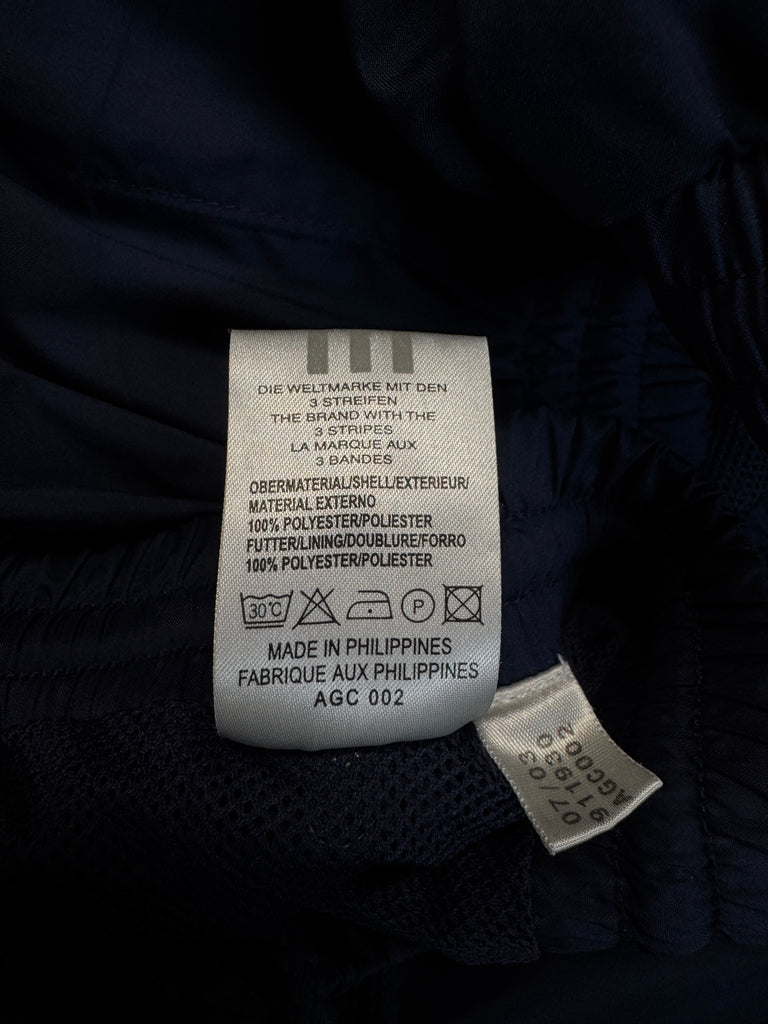 DIE WELTMARKE MIT DEN
3 STREIFEN
THE BRAND WITH THE
3 STRIPES
LA MARQUE AUX
3 BANDES
OBERMATERIAL/SHELL/EXTERIEUR/
MATERIAL EXTERNO
100% POLYESTER/POLIESTER
FUTTER/LINING/DOUBLURE/FORRO
100% POLYESTER/POLIESTER
30°C
P
MADE IN PHILIPPINES
FABRIQUE AUX PHILIPPINES
AGC 002
07/03
911930
AGC002